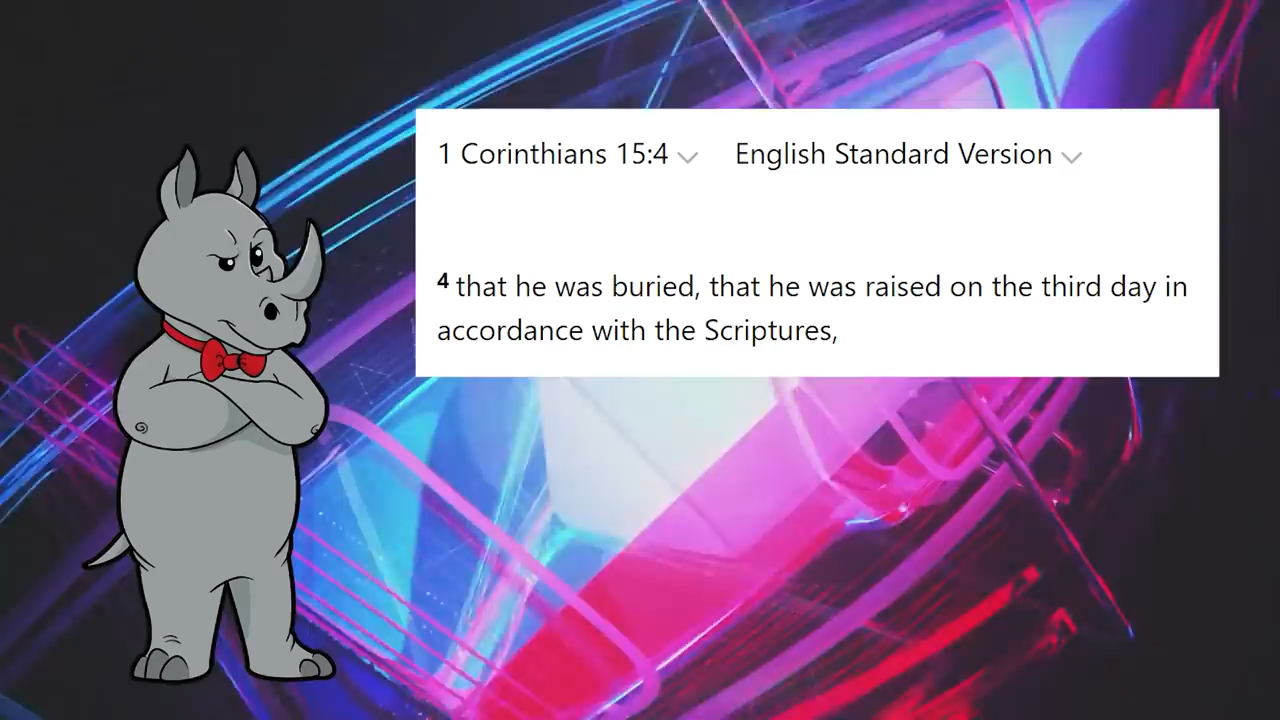 1 Corinthians 15:4 English Standard Version
4 that he was buried, that he was raised on the third day in
accordance with the Scriptures,